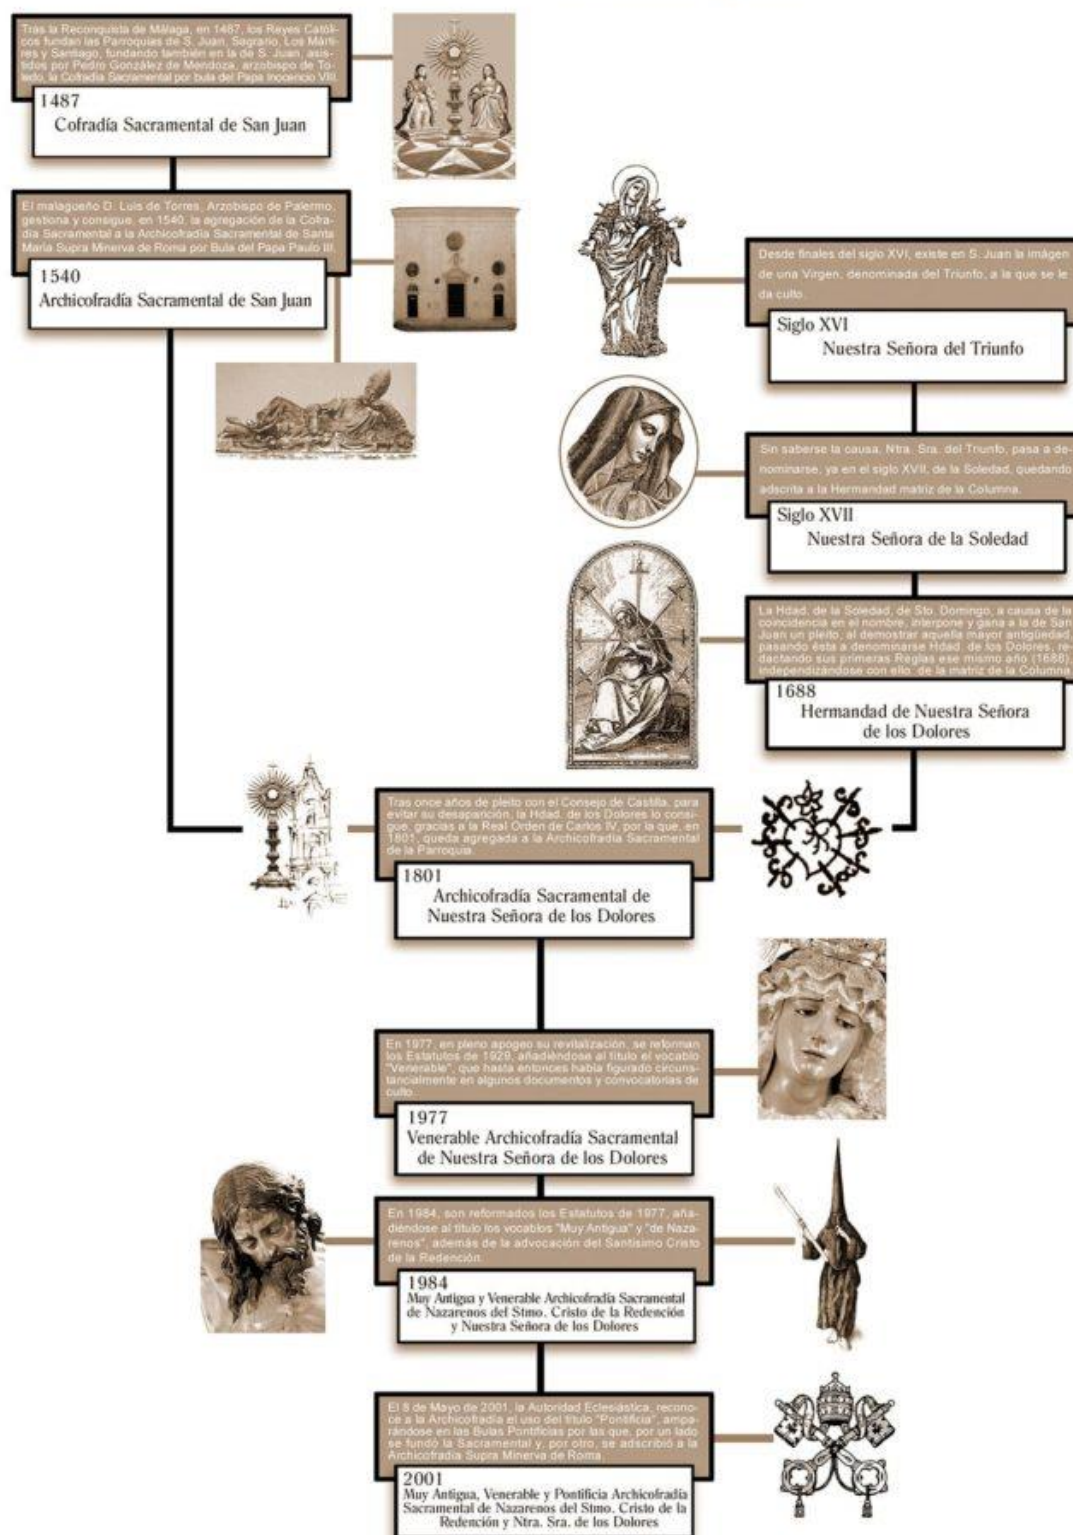 Tras la Reconquista de Málaga, en 1487, los Reyes Católi-
cos fundan las Parroquias de S. Juan, Sagrario, Los Márti-
res y Santiago, fundando también en la de S. Juan, asis-
tidos por Pedro González de Mendoza, arzobispo de To-
ledo, la Cofradía Sacramental por bula del Papa Inocencio VIII.
1487
Cofradía Sacramental de San Juan
El malagueño D. Luis de Torres, Arzobispo de Palermo,
gestiona y consigue, en 1540, la agregación de la Cofra-
día Sacramental a la Archicofradía Sacramental de Santa
María Supra Minerva de Roma por Bula del Papa Paulo III.
1540
Archicofradía Sacramental de San Juan
Desde finales del siglo XVI, existe en S. Juan la imágen
de una Virgen, denominada del Triunfo, a la que se le
da culto.
Siglo XVI
Nuestra Señora del Triunfo
Sin saberse la causa, Ntra. Sra. del Triunfo, pasa a de-
nominarse, ya en el siglo XVII, de la Soledad, quedando
adscrita a la Hermandad matriz de la Columna.
Siglo XVII
Nuestra Señora de la Soledad
La Hdad. de la Soledad, de Sto. Domingo, a causa de la
coincidencia en el nombre, interpone y gana a la de San
Juan un pleito, al demostrar aquella mayor antigüedad,
pasando ésta a denominarse Hdad. de los Dolores, re-
dactando sus primeras Reglas ese mismo año (1688),
independizándose con ello, de la matriz de la Columna.
1688
Hermandad de Nuestra Señora
de los Dolores
Tras once años de pleito con el Consejo de Castilla, para
evitar su desaparición, la Hdad. de los Dolores lo consi-
gue, gracias a la Real Orden de Carlos IV, por la que, en
1801, queda agregada a la Archicofradía Sacramental
de la Parroquia.
1801
Archicofradía Sacramental de
Nuestra Señora de los Dolores
En 1977, en pleno apogeo su revitalización, se reforman
los Estatutos de 1929, añadiéndose al título el vocablo
"Venerable", que hasta entonces había figurado circuns-
tancialmente en algunos documentos y convocatorias de
culto.
1977
Venerable Archicofradía Sacramental
de Nuestra Señora de los Dolores
En 1984, son reformados los Estatutos de 1977, aña-
diéndose al título los vocablos "Muy Antigua" y "de Naza-
renos", además de la advocación del Santísimo Cristo
de la Redención.
1984
Muy Antigua y Venerable Archicofradía Sacramental
de Nazarenos del Stmo. Cristo de la Redención
y Nuestra Señora de los Dolores
El 8 de Mayo de 2001, la Autoridad Eclesiástica, recono-
ce a la Archicofradía el uso del título "Pontificia", ampa-
rándose en las Bulas Pontificias por las que, por un lado
se fundó la Sacramental y, por otro, se adscribió a la
Archicofradía Supra Minerva de Roma.
2001
Muy Antigua, Venerable y Pontificia Archicofradía
Sacramental de Nazarenos del Stmo. Cristo de la
Redención y Ntra. Sra. de los Dolores